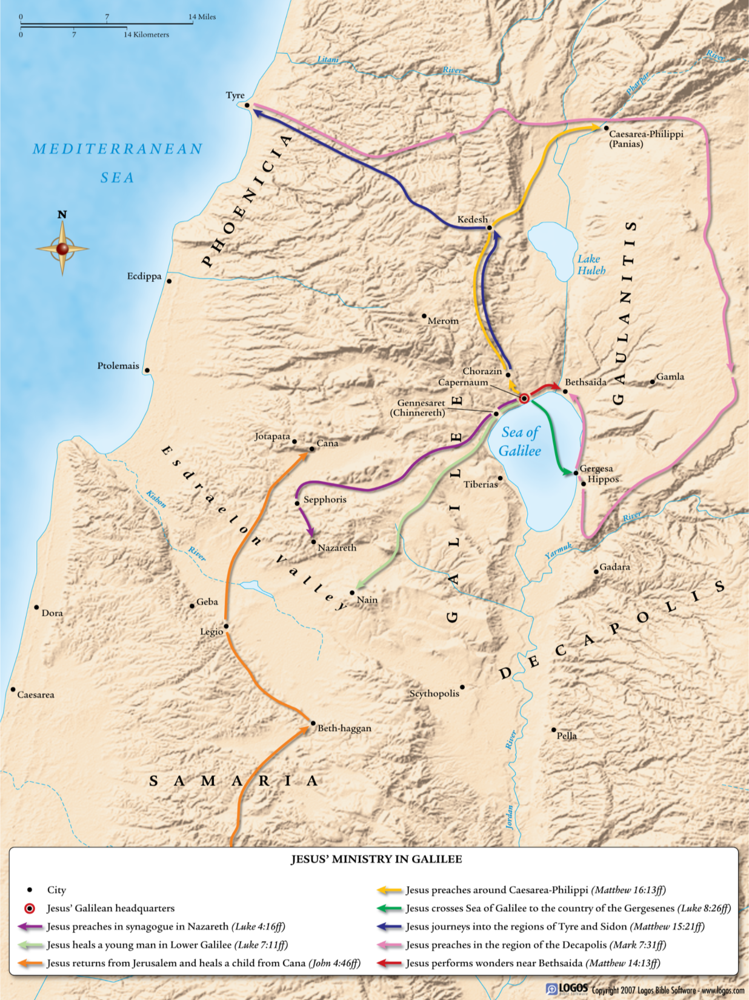 0 7 14 Miles
0 7 14 Kilometers
Litani
River
River
Pharpar
Tyre
MEDITERRANEAN
SEA
PHOENICIA
Caesarea-Philippi
(Panias)
N
Kedesh
Lake
Huleh
GAULANITIS
Ecdippa
Merom
Ptolemais
Chorazin
Capernaum
Bethsaida
Gamla
Gennesaret
(Chinnereth)
Sea of
Galilee
Jotapata
Cana
Esdraelon Valley
Kishon
River
Gergesa
Hippos
Tiberias
Sepphoris
GALILEE
Nazareth
Yarmuk
River
Gadara
Nain
Geba
Dora
Legio
DECAPOLIS
Caesarea
Scythopolis
Beth-haggan
Pella
River
Jordan
SAMARIA
JESUS’ MINISTRY IN GALILEE
City
Jesus’ Galilean headquarters
Jesus preaches in synagogue in Nazareth (Luke 4:16ff)
Jesus heals a young man in Lower Galilee (Luke 7:11ff)
Jesus returns from Jerusalem and heals a child from Cana (John 4:46ff)
Jesus preaches around Caesarea-Philippi (Matthew 16:13ff)
Jesus crosses Sea of Galilee to the country of the Gergesenes (Luke 8:26ff)
Jesus journeys into the regions of Tyre and Sidon (Matthew 15:21ff)
Jesus preaches in the region of the Decapolis (Mark 7:31ff)
Jesus performs wonders near Bethsaida (Matthew 14:13ff)
LOGOS
Bible Software
Copyright 2007 Logos Bible Software - www.logos.com